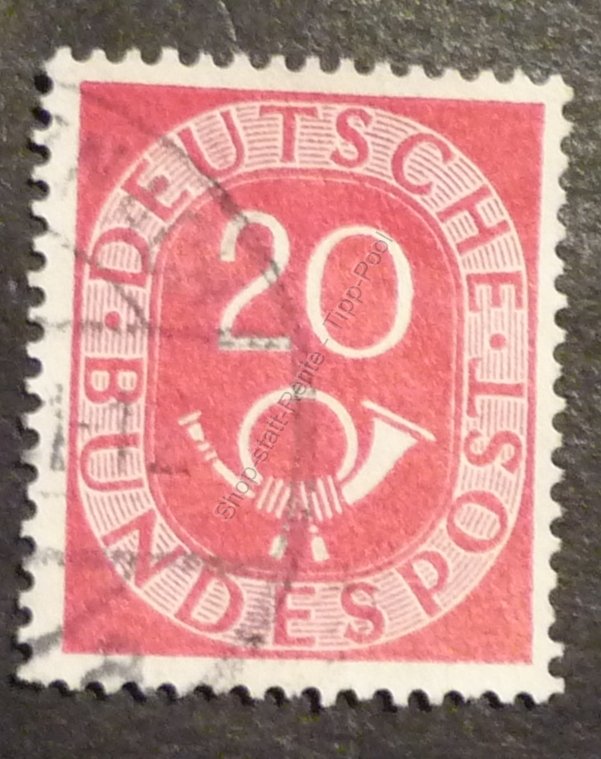 DEUTSCHE
BUNDESPOST
20
Shop-statt-Rente - Tipp-Pool